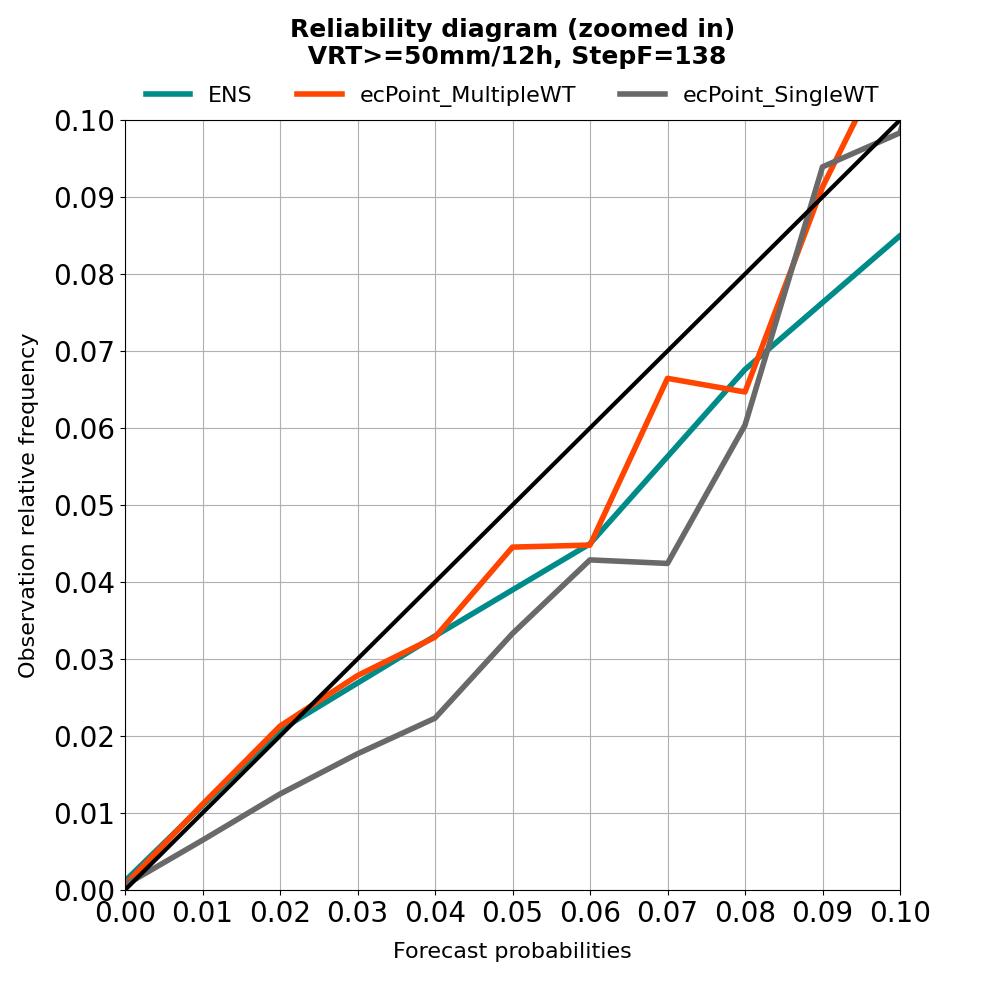 Reliability diagram (zoomed in)
VRT>=50mm/12h, StepF=138
ENS ecPoint_MultipleWT ecPoint_SingleWT
0.10
0.09
0.08
0.07
0.06
0.05
0.04
0.03
0.02
0.01
0.00
Observation relative frequency
0.00 0.01 0.02 0.03 0.04 0.05 0.06 0.07 0.08 0.09 0.10
Forecast probabilities